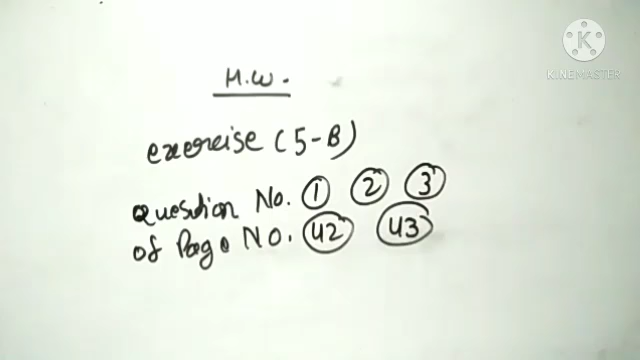 K
KINEMASTER
H.W.
exercise (5-B)
question No. 1 2 3
of Page No. 42 43